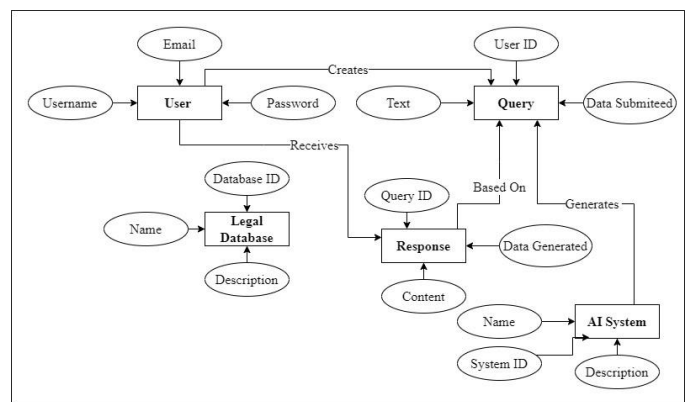 Email
User ID
Creates
Username
User
Password
Text
Query
Data Submiteed
Receives
Database ID
Query ID
Based On
Generates
Name
Legal
Database
Response
Data Generated
Description
Content
Name
AI System
System ID
Description